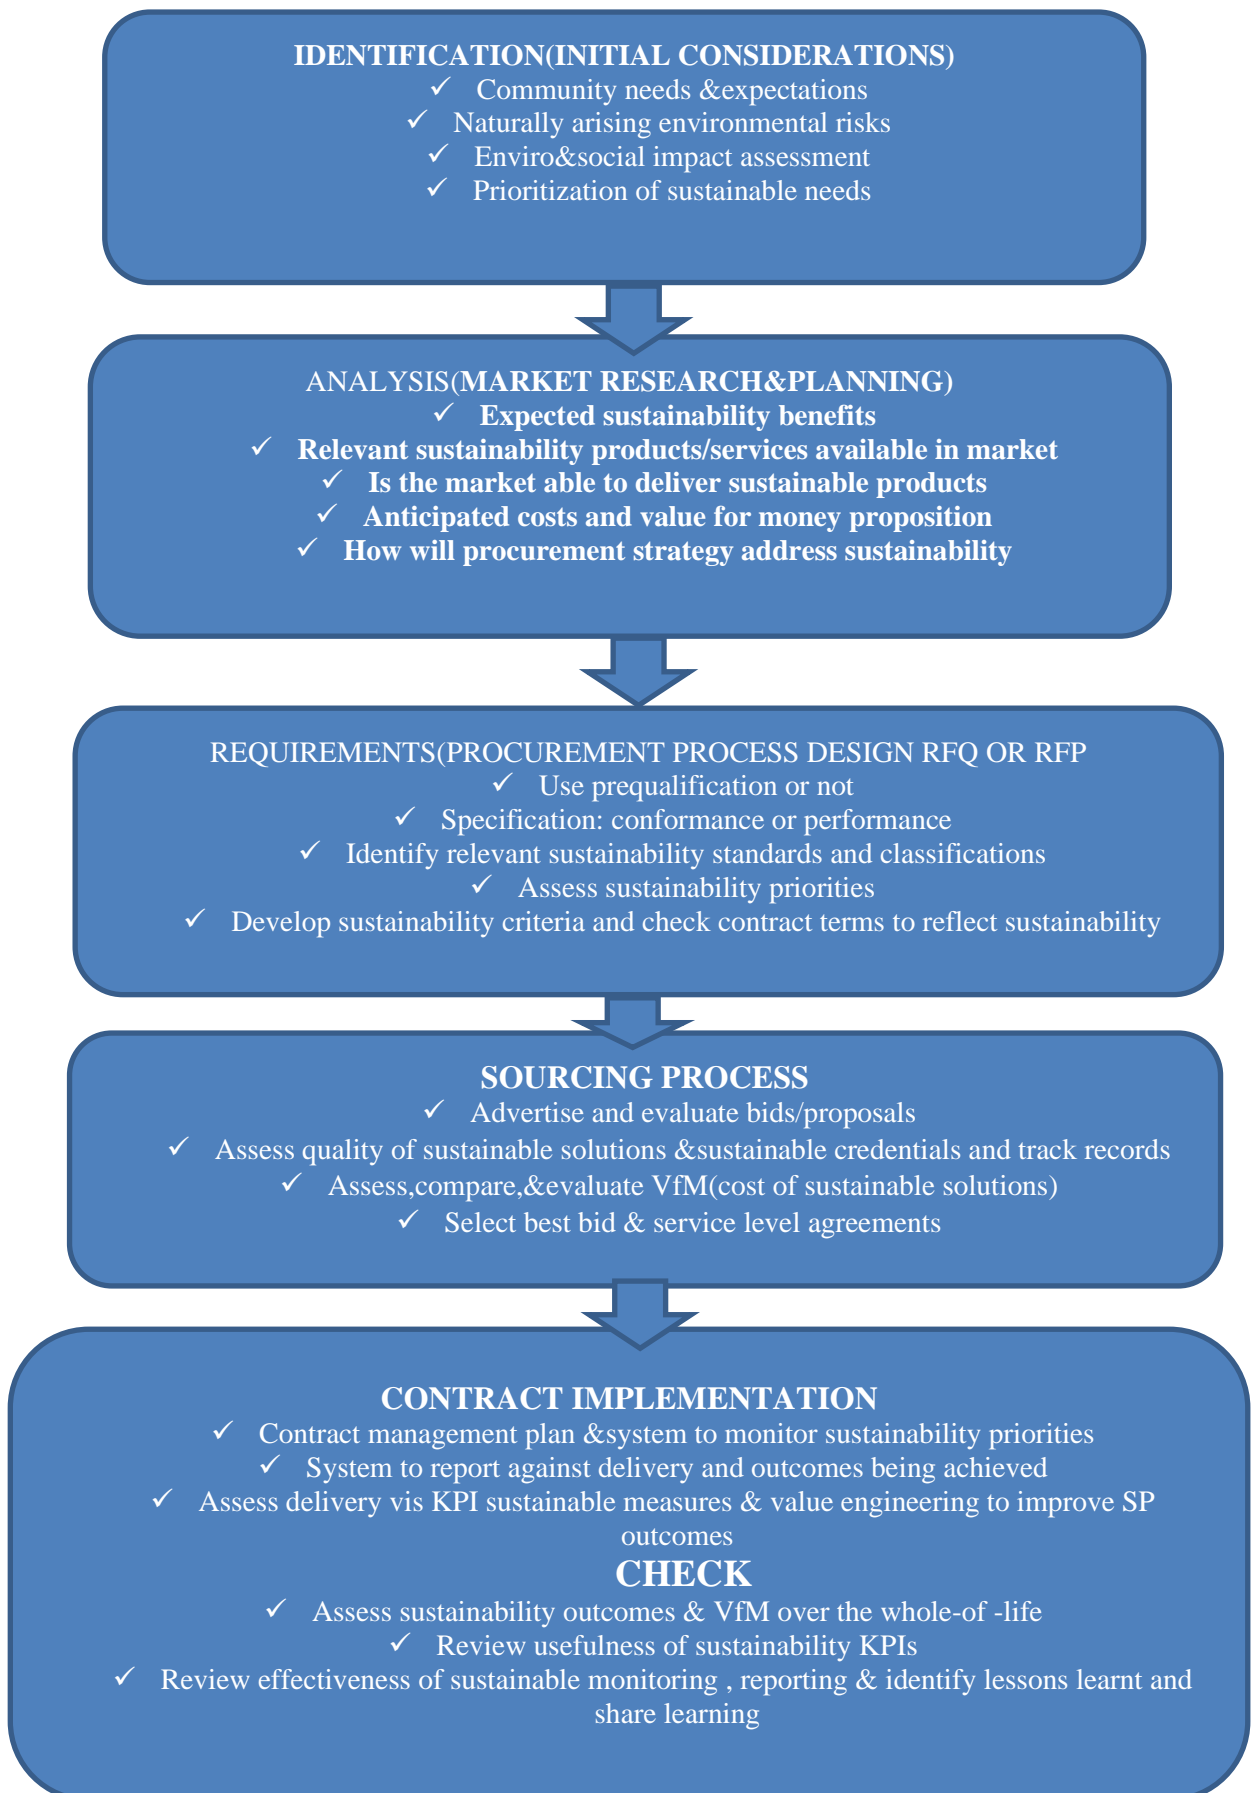 IDENTIFICATION(INITIAL CONSIDERATIONS)
✓ Community needs &expectations
✓ Naturally arising environmental risks
✓ Enviro&social impact assessment
✓ Prioritization of sustainable needs
ANALYSIS(MARKET RESEARCH&PLANNING)
✓ Expected sustainability benefits
✓ Relevant sustainability products/services available in market
✓ Is the market able to deliver sustainable products
✓ Anticipated costs and value for money proposition
✓ How will procurement strategy address sustainability
REQUIREMENTS(PROCUREMENT PROCESS DESIGN RFQ OR RFP
✓ Use prequalification or not
✓ Specification: conformance or performance
✓ Identify relevant sustainability standards and classifications
✓ Assess sustainability priorities
✓ Develop sustainability criteria and check contract terms to reflect sustainability
SOURCING PROCESS
✓ Advertise and evaluate bids/proposals
✓ Assess quality of sustainable solutions &sustainable credentials and track records
✓ Assess,compare,&evaluate VfM(cost of sustainable solutions)
✓ Select best bid & service level agreements
CONTRACT IMPLEMENTATION
✓ Contract management plan &system to monitor sustainability priorities
✓ System to report against delivery and outcomes being achieved
✓ Assess delivery vis KPI sustainable measures & value engineering to improve SP
outcomes
CHECK
✓ Assess sustainability outcomes & VfM over the whole-of -life
✓ Review usefulness of sustainability KPIs
✓ Review effectiveness of sustainable monitoring , reporting & identify lessons learnt and
share learning